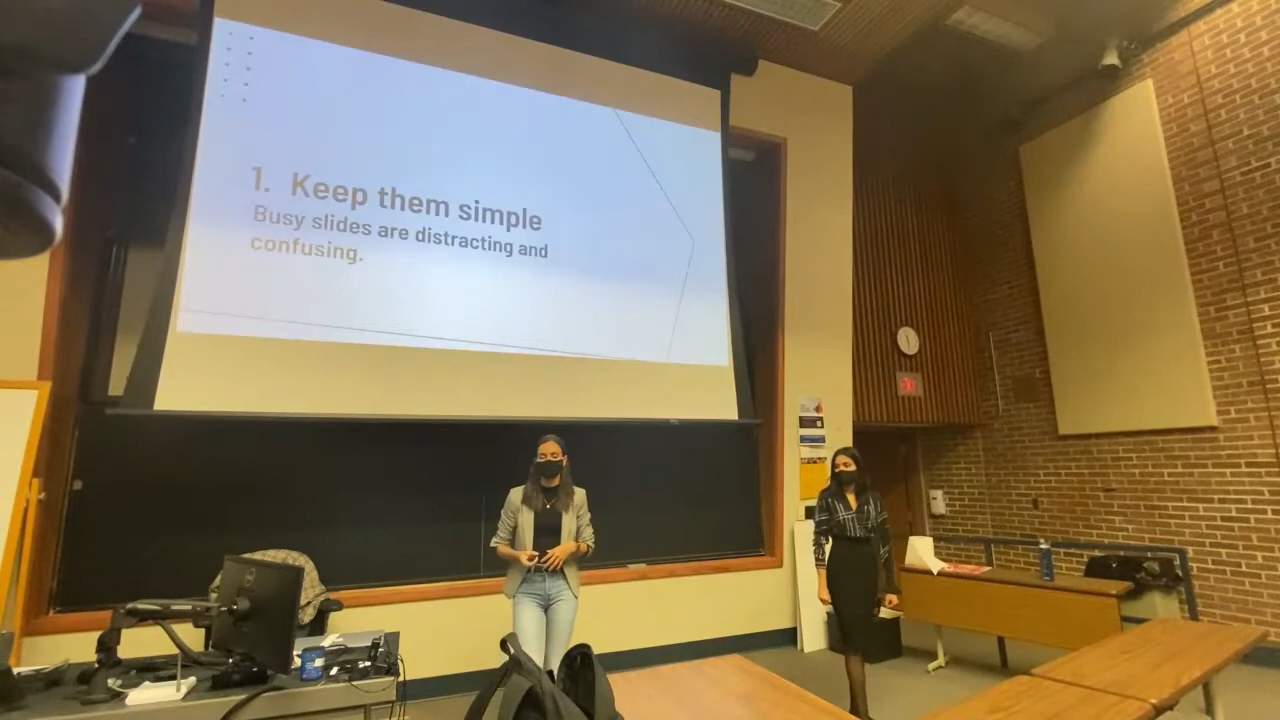 1. Keep them simple
Busy slides are distracting and
confusing.